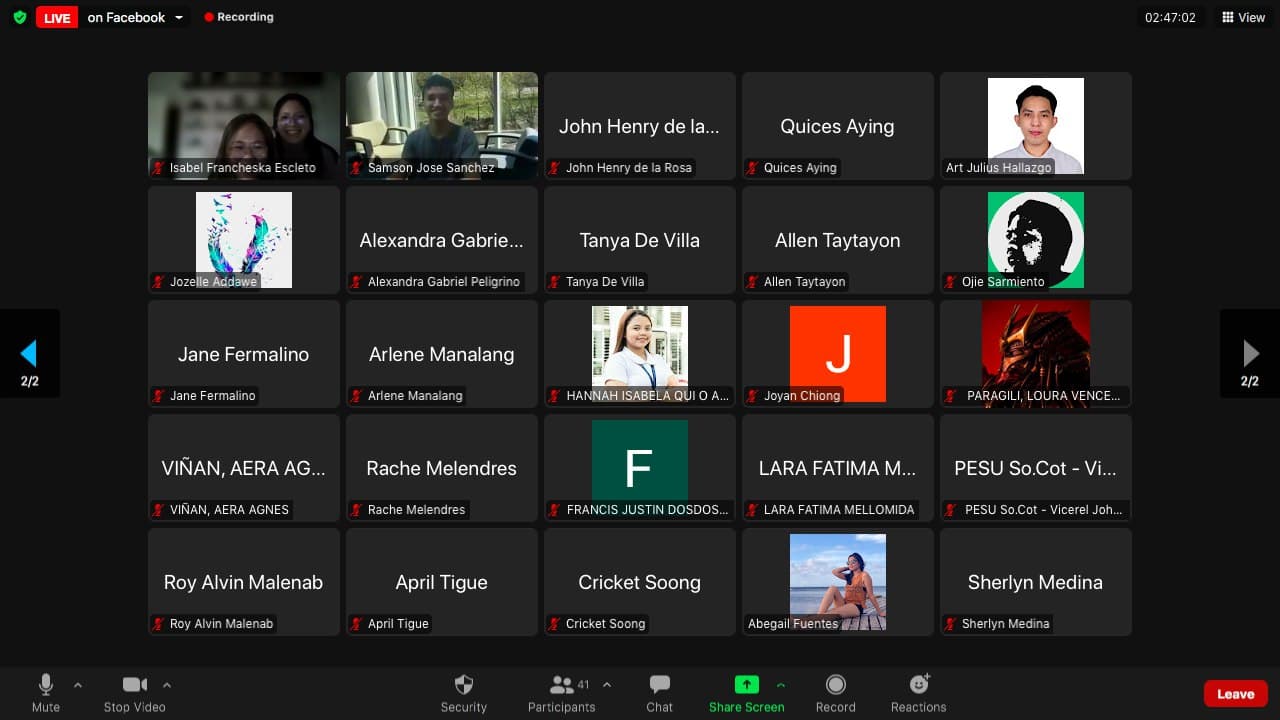 LIVE on Facebook Recording 02:47:02 View
Isabel Francheska Escleto
Samson Jose Sanchez
John Henry de la...
John Henry de la Rosa
Quices Aying
Quices Aying
Art Julius Hallazgo
Jozelle Addawe
Alexandra Gabrie...
Alexandra Gabriel Peligrino
Tanya De Villa
Tanya De Villa
Allen Taytayon
Allen Taytayon
Ojie Sarmiento
2/2
Jane Fermalino
Jane Fermalino
Arlene Manalang
Arlene Manalang
HANNAH ISABELA QUI O A...
J
Joyan Chiong
PARAGILI, LOURA VENCE...
2/2
VIÑAN, AERA AG...
VIÑAN, AERA AGNES
Rache Melendres
Rache Melendres
F
FRANCIS JUSTIN DOSDOS...
LARA FATIMA M...
LARA FATIMA MELLOMIDA
PESU So.Cot - Vi...
PESU So.Cot - Vicerel Joh...
Roy Alvin Malenab
Roy Alvin Malenab
April Tigue
April Tigue
Cricket Soong
Cricket Soong
Abegail Fuentes
Sherlyn Medina
Sherlyn Medina
Mute
Stop Video
Security
41
Participants
Chat
Share Screen
Record
Reactions
Leave